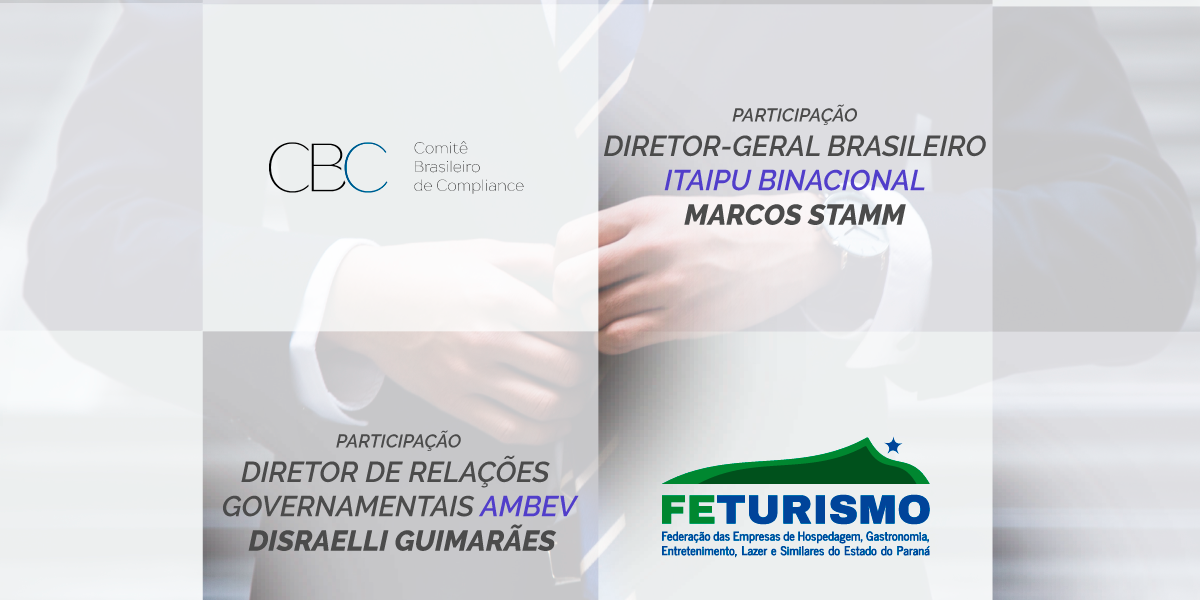 CBC
Comitê
Brasileiro
de Compliance
PARTICIPAÇÃO
DIRETOR-GERAL BRASILEIRO
ITAIPU BINACIONAL
MARCOS STAMM
PARTICIPAÇÃO
DIRETOR DE RELAÇÕES
GOVERNAMENTAIS AMBEV
DISRAELLI GUIMARÃES
FETURISMO
Federação das Empresas de Hospedagem, Gastronomia,
Entretenimento, Lazer e Similares do Estado do Paraná